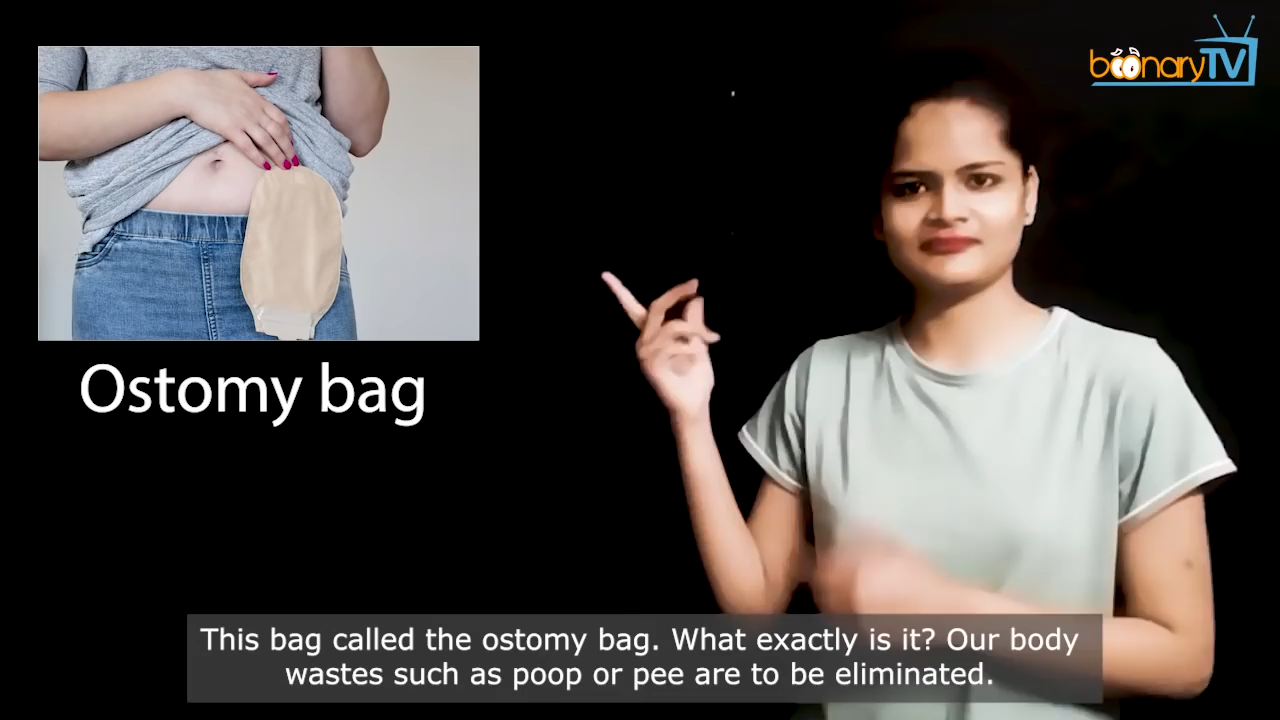 boonaryTV
Ostomy bag
This bag called the ostomy bag. What exactly is it? Our body
wastes such as poop or pee are to be eliminated.